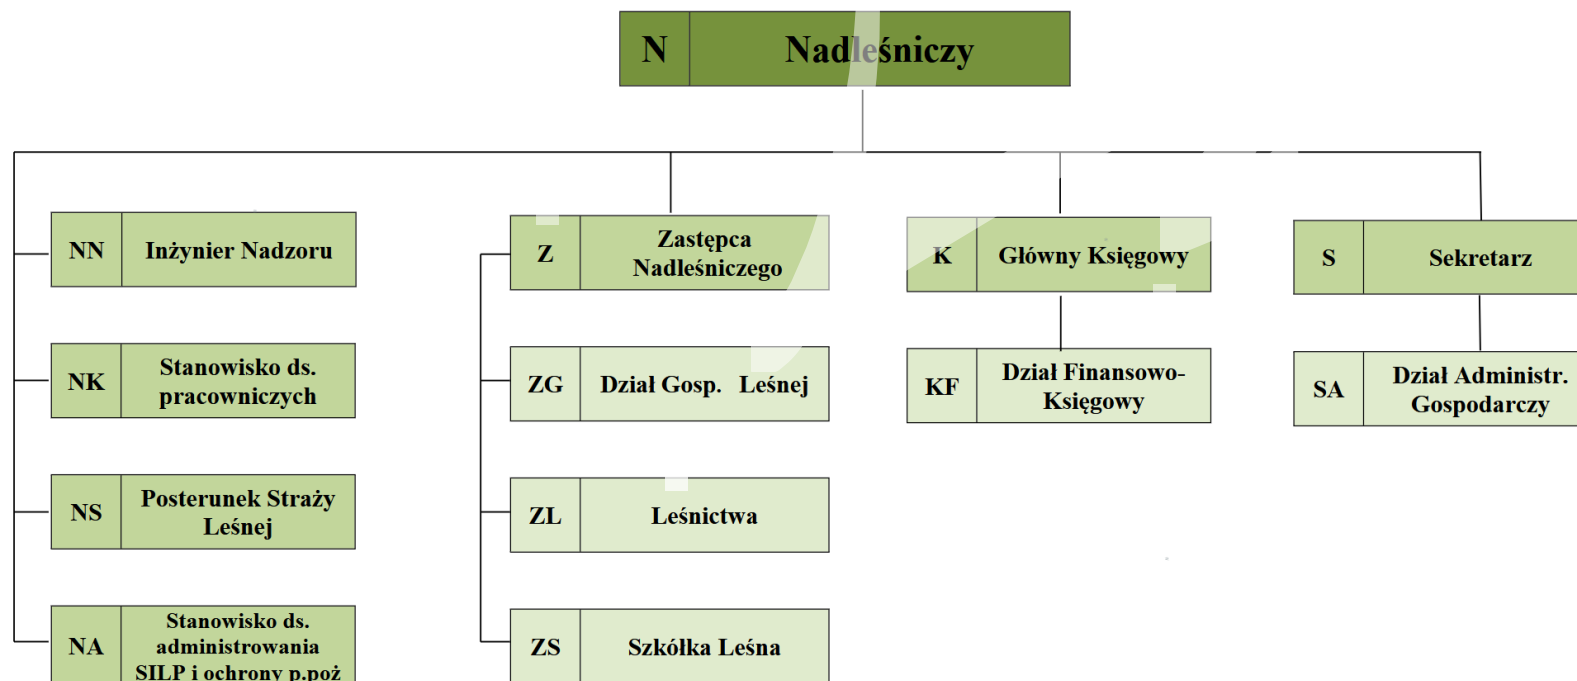 N Nadleśniczy
NN Inżynier Nadzoru
Z Zastępca
Nadleśniczego
K Główny Księgowy
S Sekretarz
NK Stanowisko ds.
pracowniczych
ZG Dział Gosp. Leśnej
KF Dział Finansowo-
Księgowy
SA Dział Administr.
Gospodarczy
NS Posterunek Straży
Leśnej
ZL Leśnictwa
NA Stanowisko ds.
administrowania
SILP i ochrony p.poż
ZS Szkółka Leśna